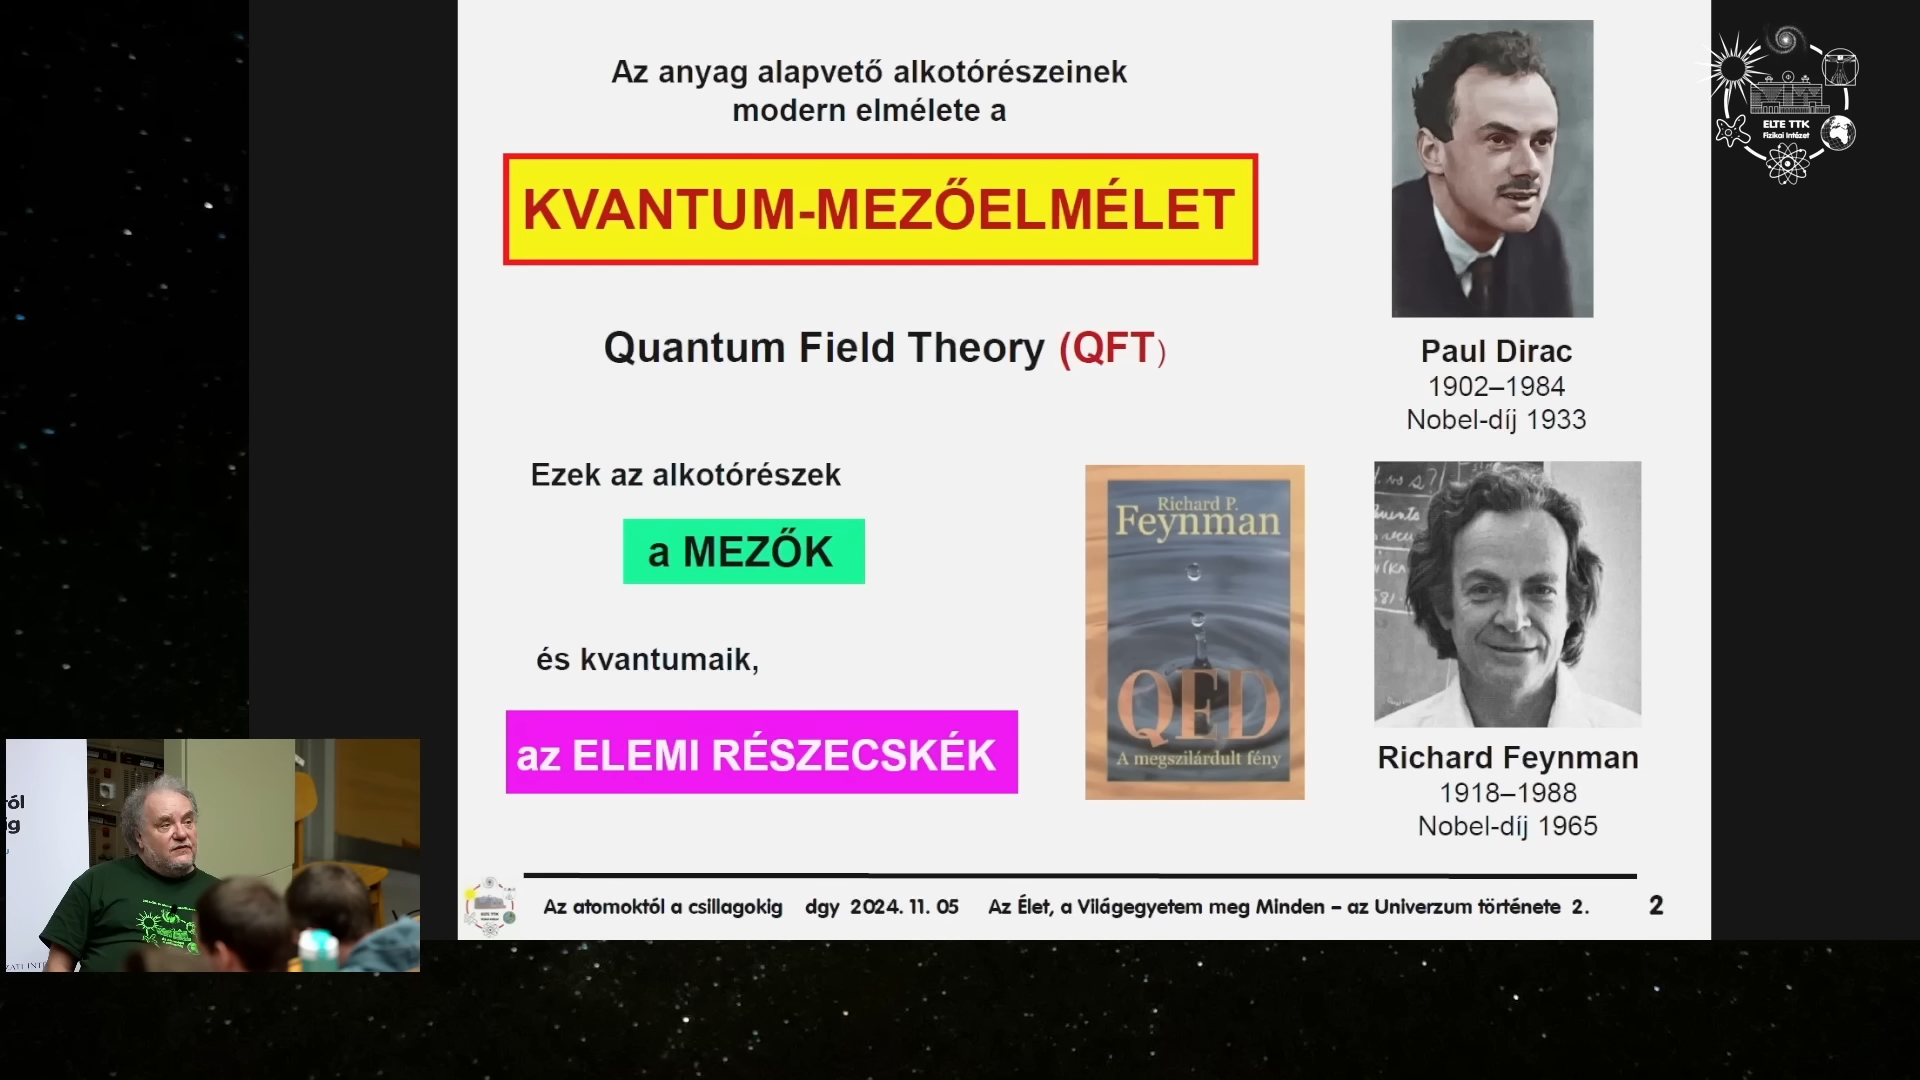 Az anyag alapvető alkotórészeinek
modern elmélete a
KVANTUM-MEZŐELMÉLET
Quantum Field Theory (QFT)
Ezek az alkotórészek
a MEZŐK
és kvantumaik,
az ELEMI RÉSZECSKÉK
Richard P.
Feynman
QED
A megszilárdult fény
Paul Dirac
1902–1984
Nobel-díj 1933
Richard Feynman
1918–1988
Nobel-díj 1965
Az atomoktól a csillagokig dgy 2024. 11. 05 Az Élet, a Világegyetem meg Minden – az Univerzum története 2. 2
ELTE TTK
Fizikai Intézet